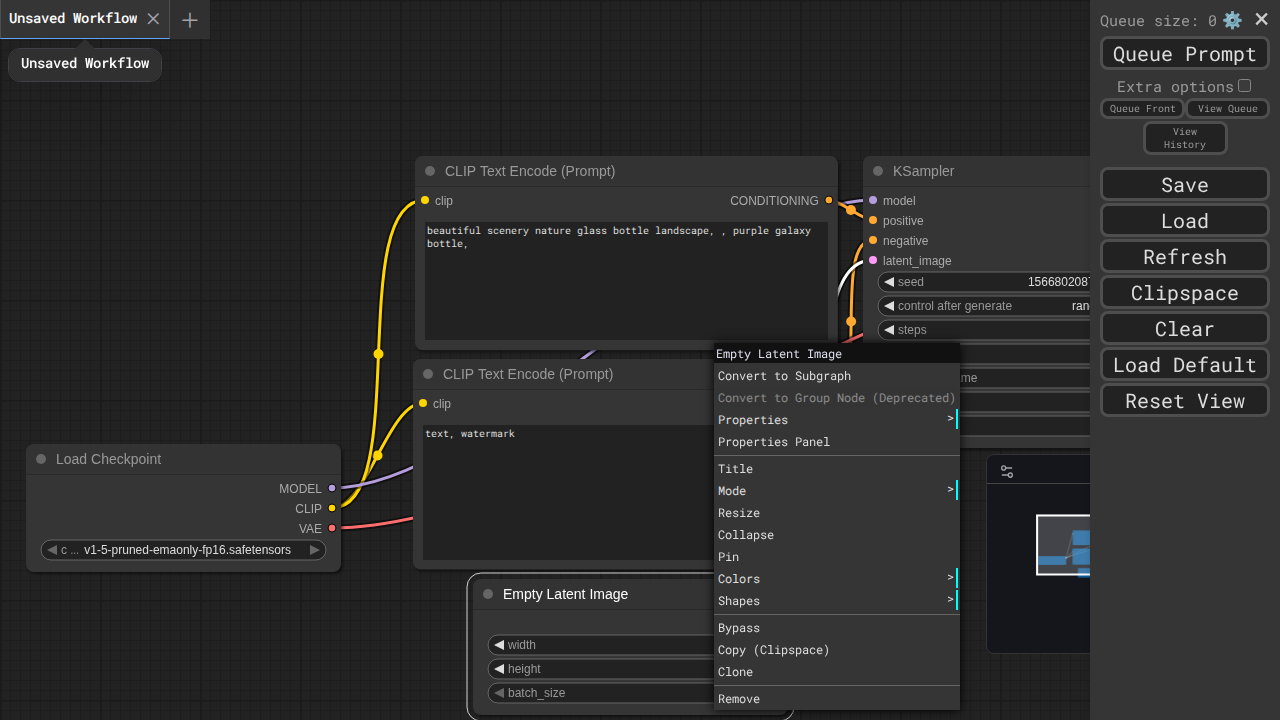 Unsaved Workflow
Unsaved Workflow
Queue size: 0
Queue Prompt
Extra options
Queue Front
View Queue
View
History
Save
Load
Refresh
Clipspace
Clear
Load Default
Reset View
CLIP Text Encode (Prompt)
clip
CONDITIONING
beautiful scenery nature glass bottle landscape, , purple galaxy
bottle,
KSampler
model
positive
negative
latent_image
seed
control after generate
steps
CLIP Text Encode (Prompt)
clip
text, watermark
Load Checkpoint
MODEL
CLIP
VAE
c ... v1-5-pruned-emaonly-fp16.safetensors
Empty Latent Image
width
height
batch_size
Empty Latent Image
Convert to Subgraph
Convert to Group Node (Deprecated)
Properties >
Properties Panel
Title
Mode >
Resize
Collapse
Pin
Colors >
Shapes >
Bypass
Copy (Clipspace)
Clone
Remove